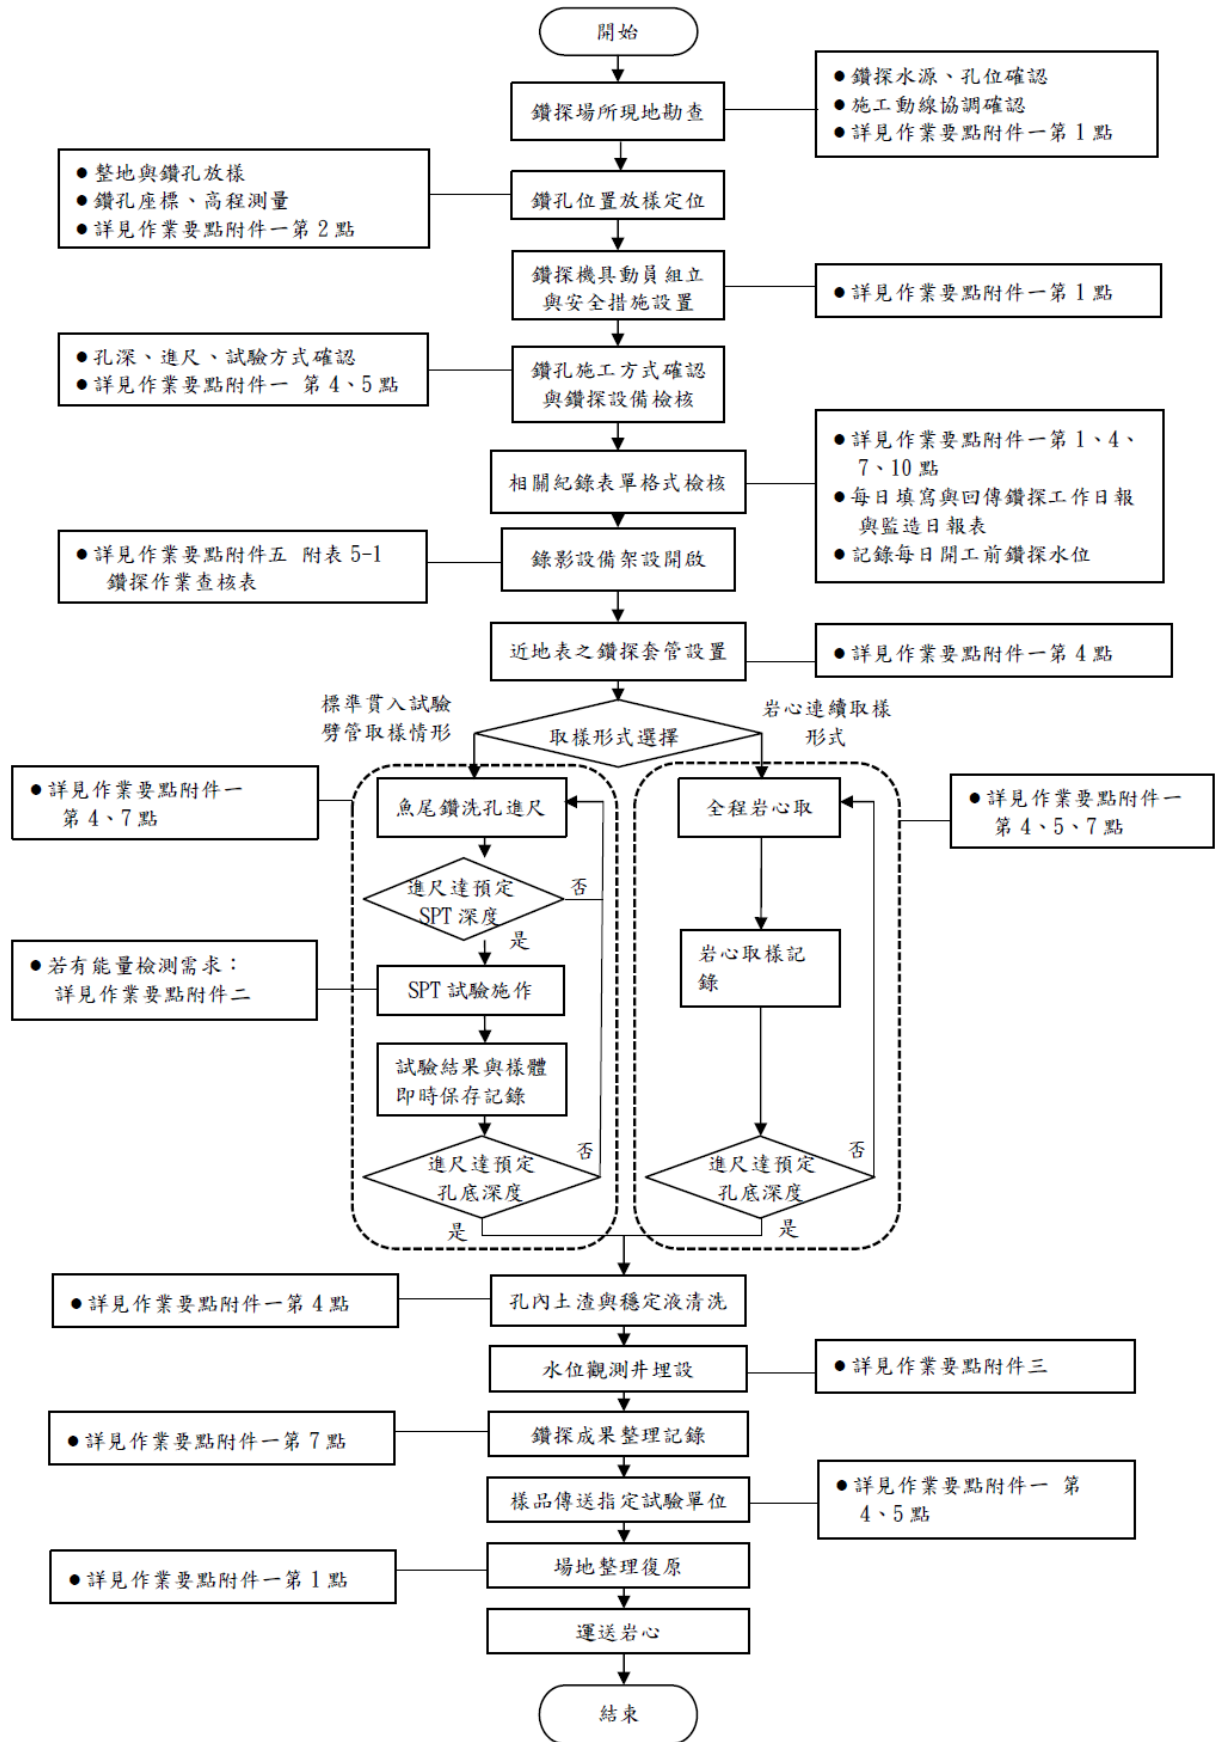 開始
鑽探場所現地勘查
●鑽探水源、孔位確認
●施工動線協調確認
●詳見作業要點附件一第 1 點
●整地與鑽孔放樣
●鑽孔座標、高程測量
●詳見作業要點附件一第 2 點
鑽孔位置放樣定位
鑽探機具動員組立
與安全措施設置
●詳見作業要點附件一第 1 點
●孔深、進尺、試驗方式確認
●詳見作業要點附件一 第 4、5 點
鑽孔施工方式確認
與鑽探設備檢核
相關紀錄表單格式檢核
●詳見作業要點附件一第 1、4、
7、10 點
●每日填寫與回傳鑽探工作日報
與監造日報表
●記錄每日開工前鑽探水位
●詳見作業要點附件五 附表 5-1
鑽探作業查核表
錄影設備架設開啟
近地表之鑽探套管設置
●詳見作業要點附件一第 4 點
標準貫入試驗
劈管取樣情形
取樣形式選擇
岩心連續取樣
形式
●詳見作業要點附件一
第 4、7 點
魚尾鑽洗孔進尺
全程岩心取
●詳見作業要點附件一
第 4、5、7 點
進尺達預定
SPT 深度
否
是
●若有能量檢測需求：
詳見作業要點附件二
SPT 試驗施作
岩心取樣記
錄
試驗結果與樣體
即時保存記錄
進尺達預定
孔底深度
否
是
進尺達預定
孔底深度
否
是
●詳見作業要點附件一第 4 點
孔內土渣與穩定液清洗
水位觀測井埋設
●詳見作業要點附件三
●詳見作業要點附件一第 7 點
鑽探成果整理記錄
樣品傳送指定試驗單位
●詳見作業要點附件一 第
4、5 點
●詳見作業要點附件一第 1 點
場地整理復原
運送岩心
結束